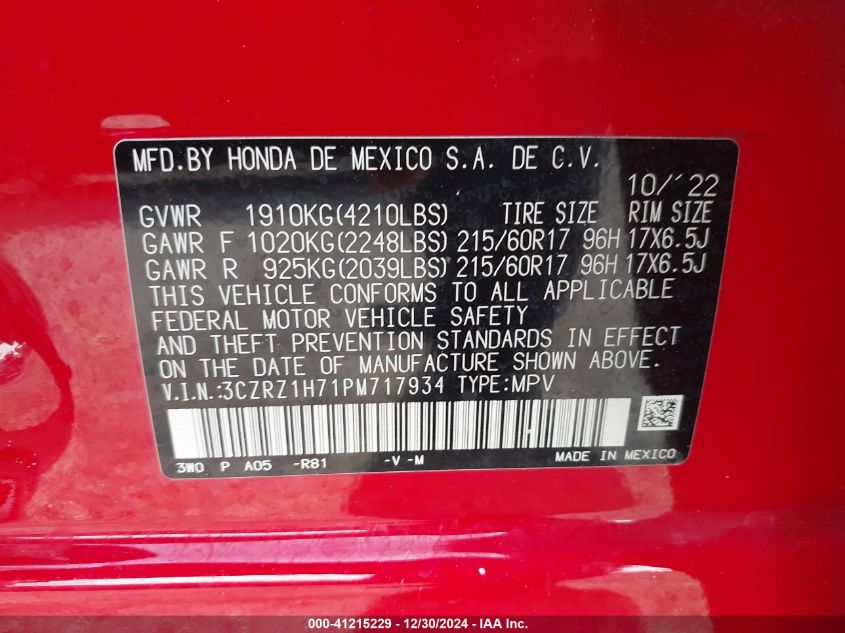 MFD.BY HONDA DE MEXICO S.A. DE C.V.
10/'22
GVWR 1910KG(4210LBS) TIRE SIZE RIM SIZE
GAWR F 1020KG(2248LBS) 215/60R17 96H 17X6.5J
GAWR R 925KG(2039LBS) 215/60R17 96H 17X6.5J
THIS VEHICLE CONFORMS TO ALL APPLICABLE
FEDERAL MOTOR VEHICLE SAFETY
AND THEFT PREVENTION STANDARDS IN EFFECT
ON THE DATE OF MANUFACTURE SHOWN ABOVE.
V.I.N.:3CZRZ1H71PM717934 TYPE:MPV
3W0 P A05 -R81 -V -M MADE IN MEXICO
000-41215229 - 12/30/2024 - IAA Inc.